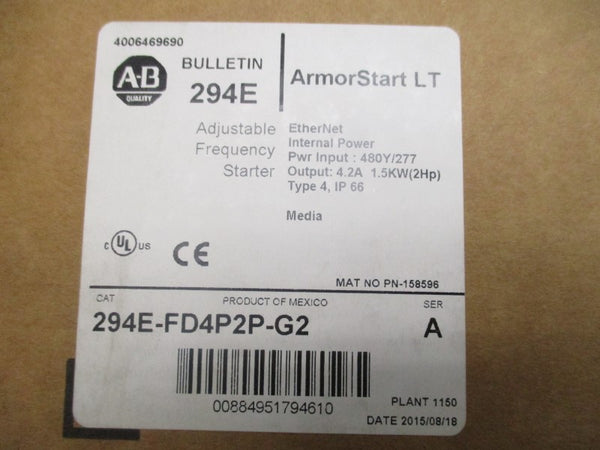 4006469690
A-B
QUALITY
BULLETIN
294E
ArmorStart LT
Adjustable
Frequency
Starter
EtherNet
Internal Power
Pwr Input : 480Y/277
Output: 4.2A 1.5KW(2Hp)
Type 4, IP 66
Media
C UL US
CE
MAT NO PN-158596
CAT
PRODUCT OF MEXICO
SER
294E-FD4P2P-G2
A
00884951794610
PLANT 1150
DATE 2015/08/18